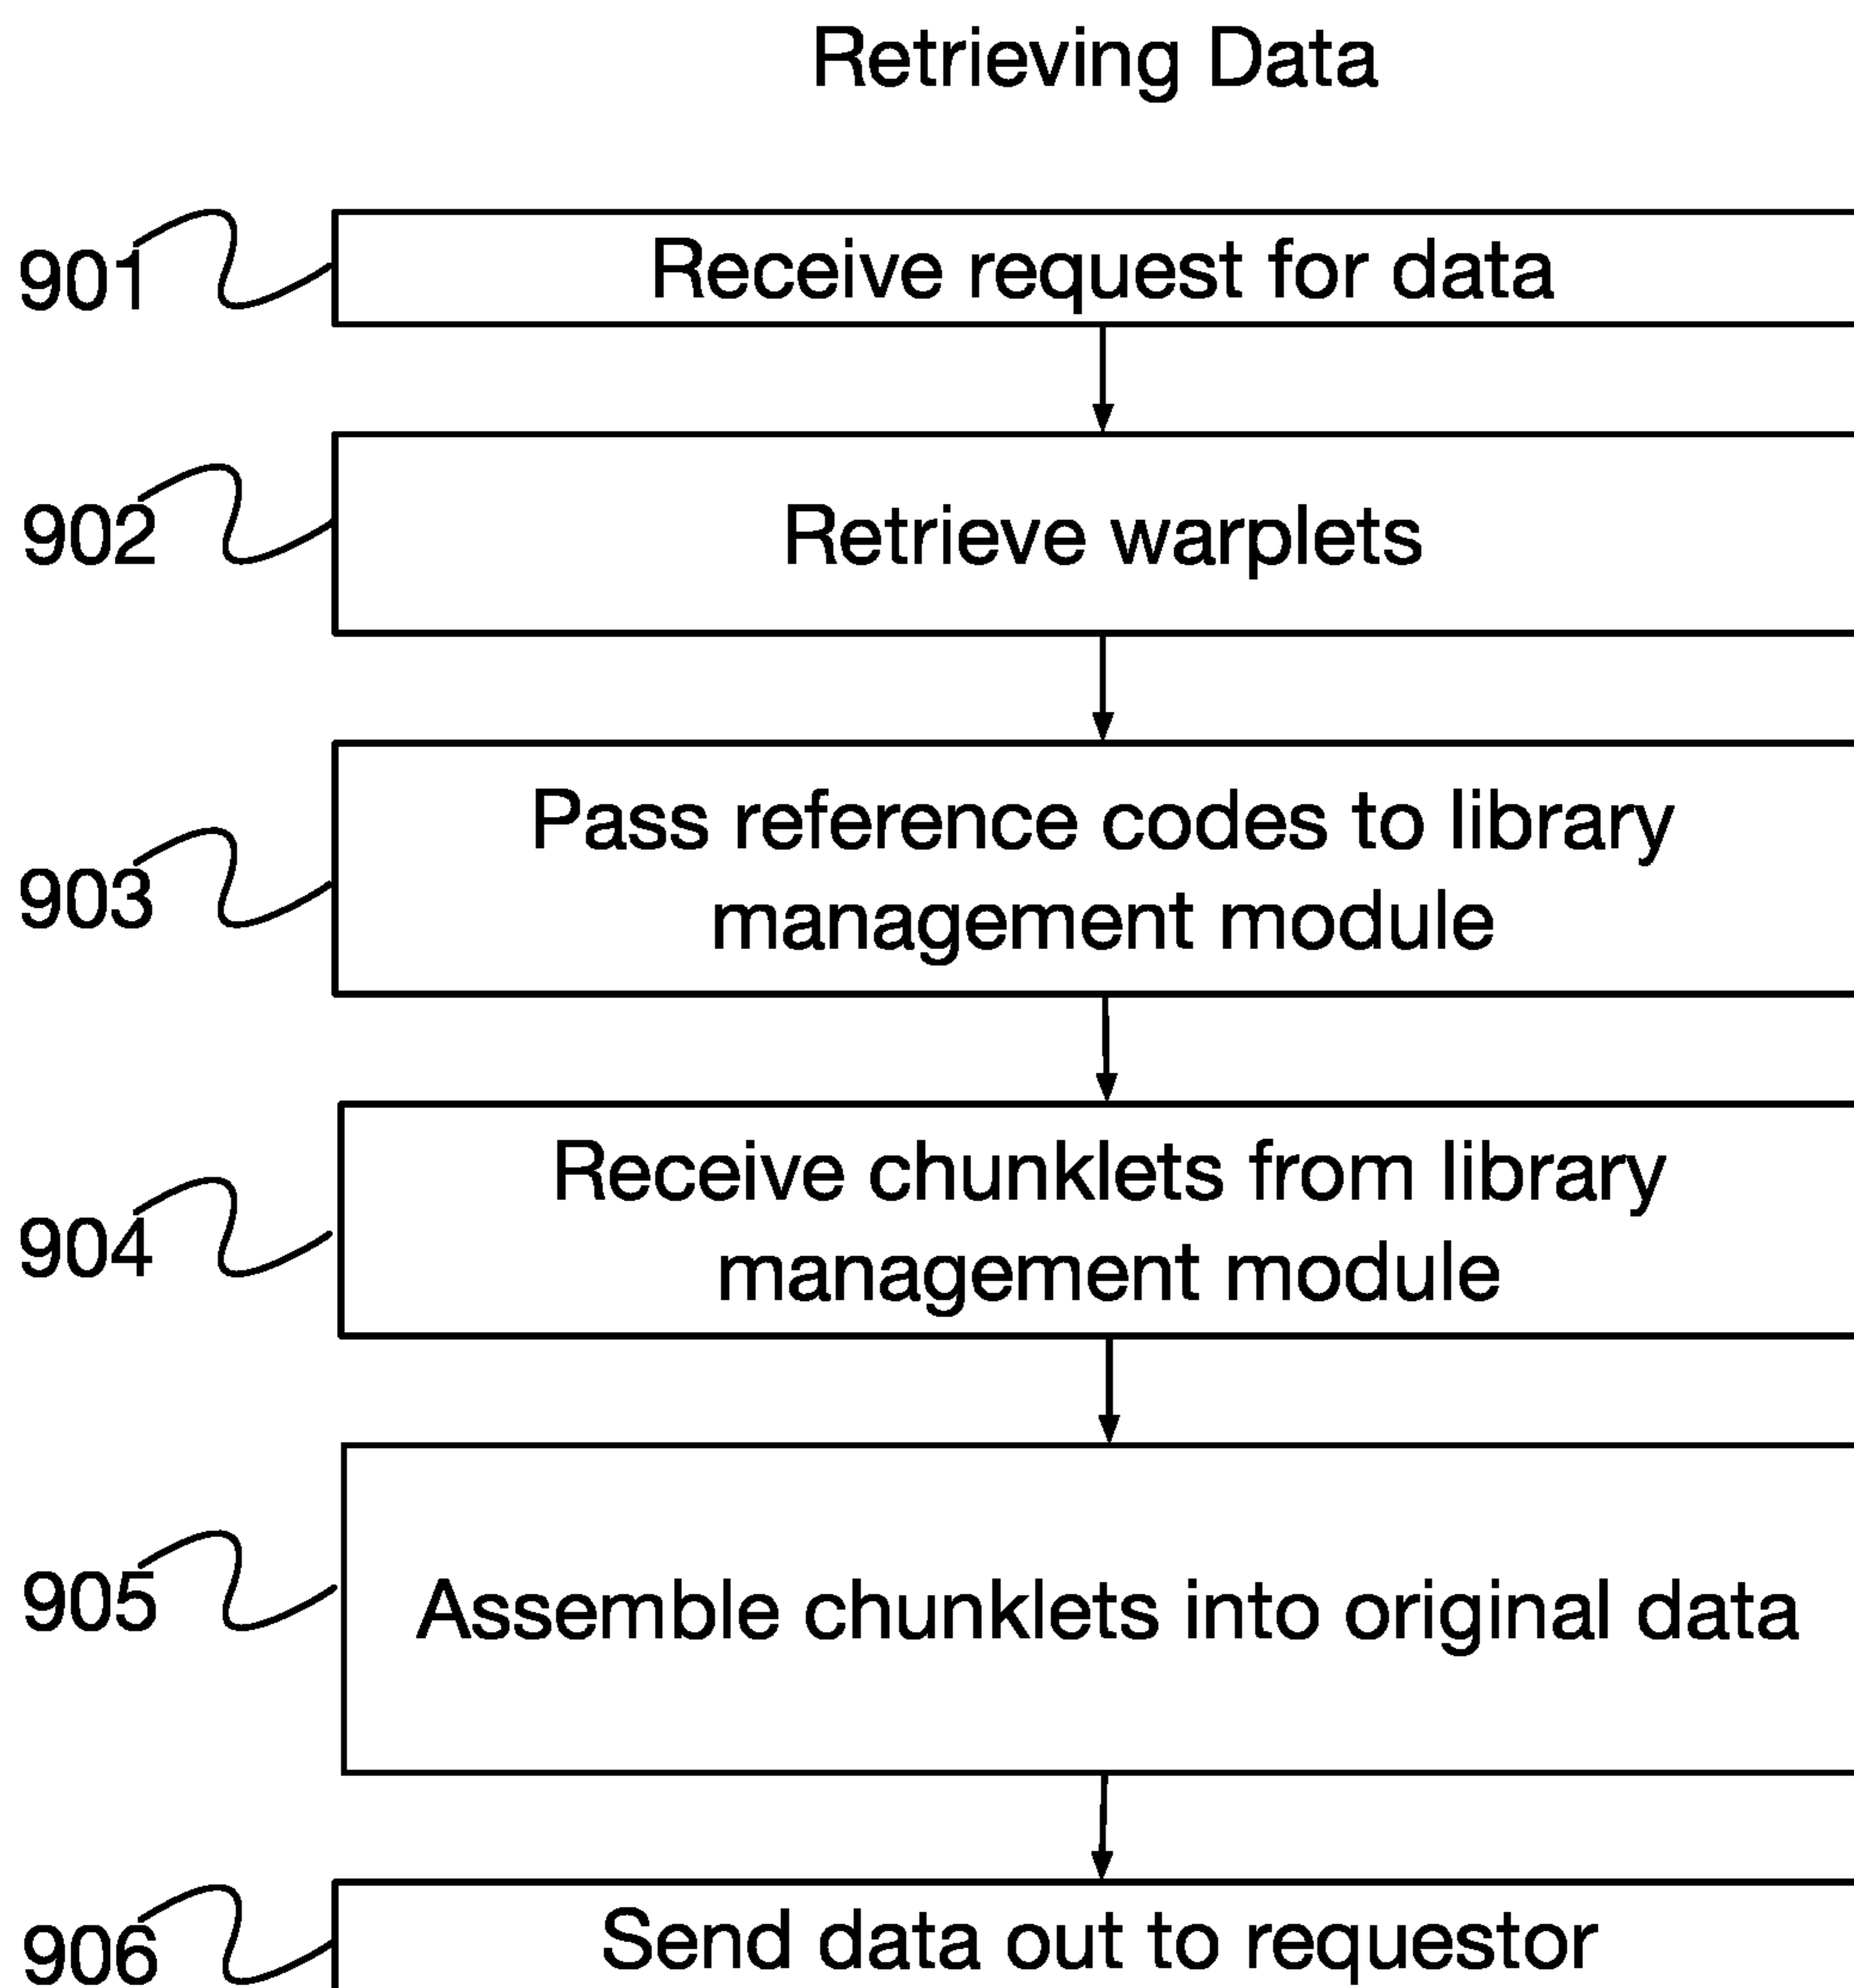 Retrieving Data
901
Receive request for data
902
Retrieve warplets
903
Pass reference codes to library
management module
904
Receive chunklets from library
management module
905
Assemble chunklets into original data
906
Send data out to requestor